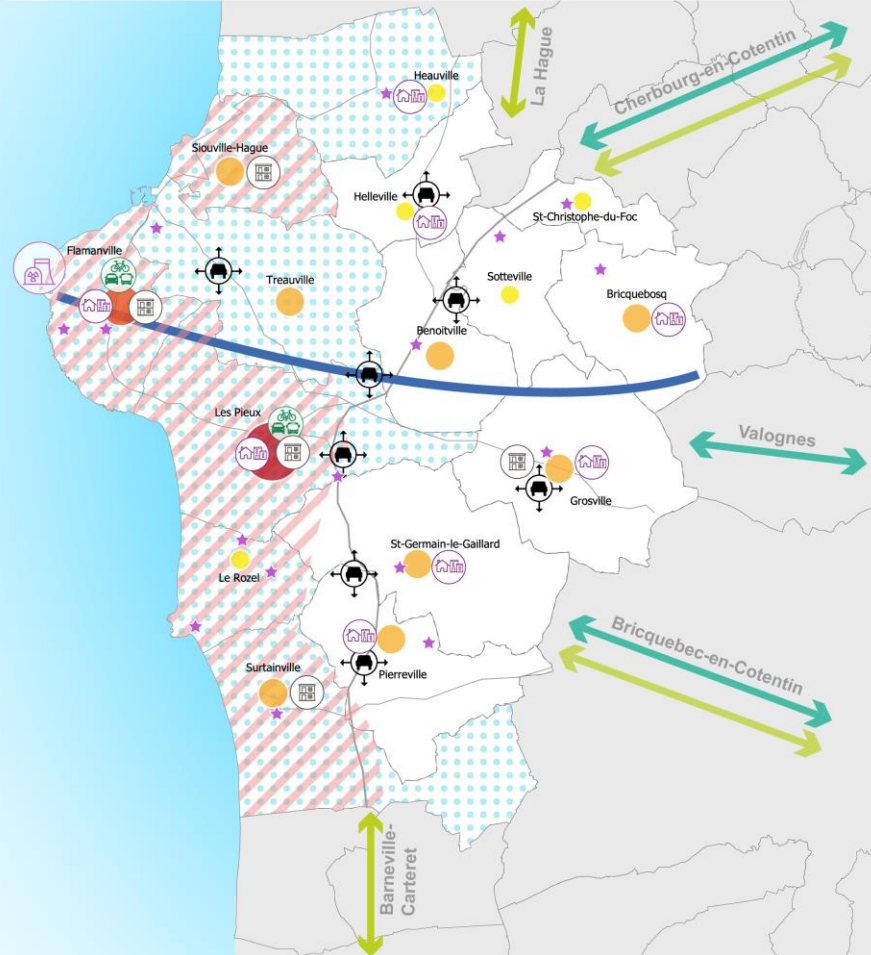 La Hague
Cherbourg-en-Cotentin
Heauville
Siouville-Hague
Helleville
St-Christophe-du-Foc
Flamanville
Treauville
Sotteville
Bricquebosq
Benoitville
Les Pieux
Valognes
Grosville
St-Germain-le-Gaillard
Le Rozel
Bricquebec-en-Cotentin
Surtainville
Pierreville
Barneville-
Carteret